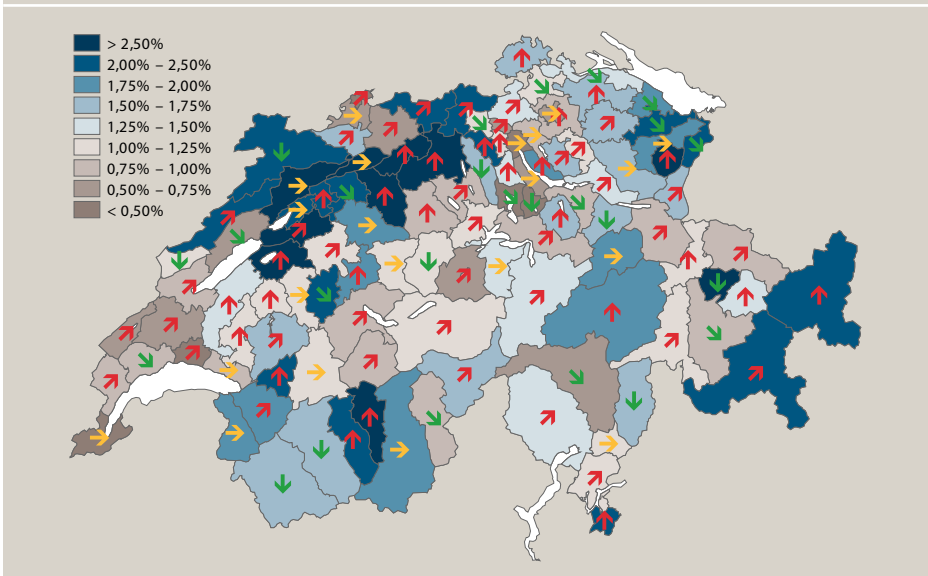 > 2,50%
2,00% – 2,50%
1,75% – 2,00%
1,50% – 1,75%
1,25% – 1,50%
1,00% – 1,25%
0,75% – 1,00%
0,50% – 0,75%
< 0,50%